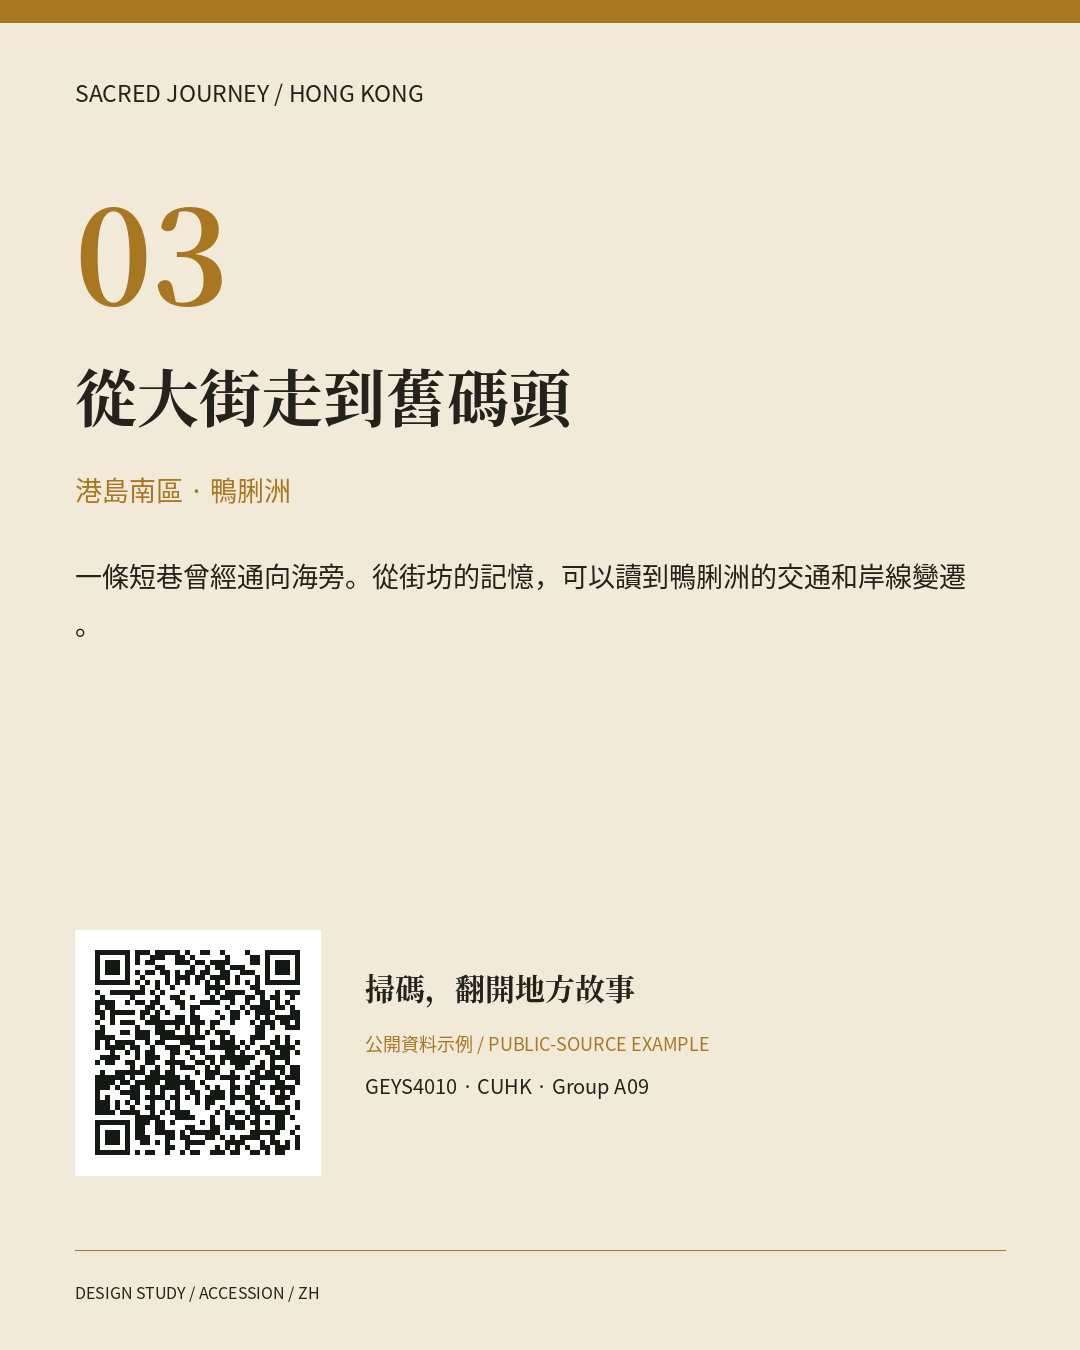 SACRED JOURNEY / HONG KONG
03
從大街走到舊碼頭
港島南區 · 鴨脷洲
一條短巷曾經通向海旁。從街坊的記憶，可以讀到鴨脷洲的交通和岸線變遷
。
掃碼，翻開地方故事
公開資料示例 / PUBLIC-SOURCE EXAMPLE
GEYS4010 · CUHK · Group A09
DESIGN STUDY / ACCESSION / ZH